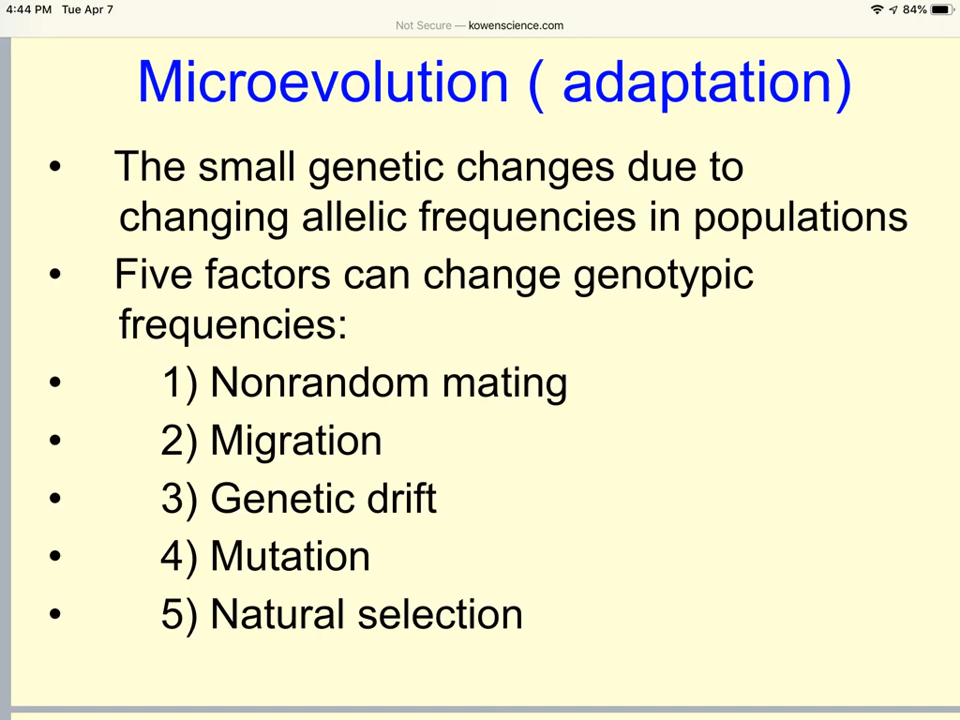 4:44 PM Tue Apr 7
84%
Not Secure — kowenscience.com
Microevolution ( adaptation)
• The small genetic changes due to
changing allelic frequencies in populations
• Five factors can change genotypic
frequencies:
• 1) Nonrandom mating
• 2) Migration
• 3) Genetic drift
• 4) Mutation
• 5) Natural selection